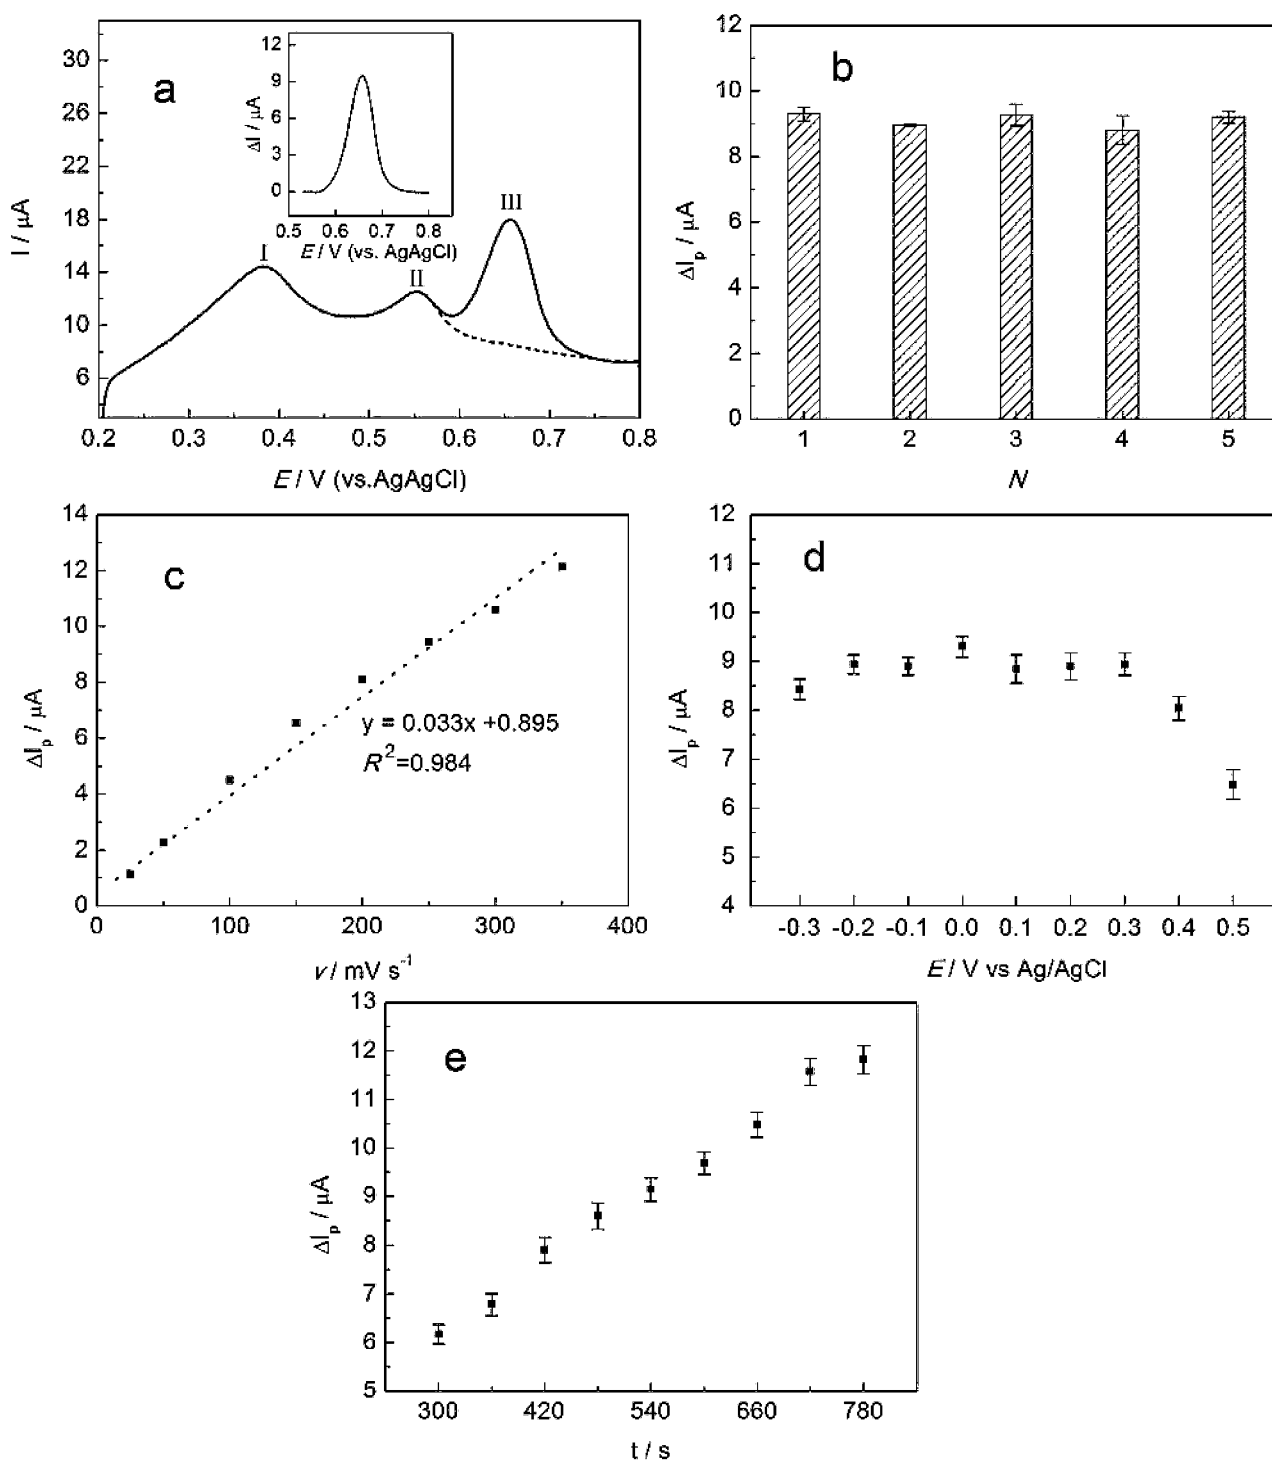 a
I / μA
30
26
22
18
14
10
6
0.2 0.3 0.4 0.5 0.6 0.7 0.8
E / V (vs.AgAgCl)
I
II
III
ΔI / μA
12
9
6
3
0
0.5 0.6 0.7 0.8
E / V (vs. AgAgCl)
b
ΔIp / μA
12
10
8
6
4
2
0
1 2 3 4 5
N
c
ΔIp / μA
14
12
10
8
6
4
2
0
0 100 200 300 400
y = 0.033x +0.895
R²=0.984
v / mV s⁻¹
d
ΔIp / μA
12
11
10
9
8
7
6
5
4
-0.3 -0.2 -0.1 0.0 0.1 0.2 0.3 0.4 0.5
E / V vs Ag/AgCl
e
ΔIp / μA
13
12
11
10
9
8
7
6
5
300 420 540 660 780
t / s